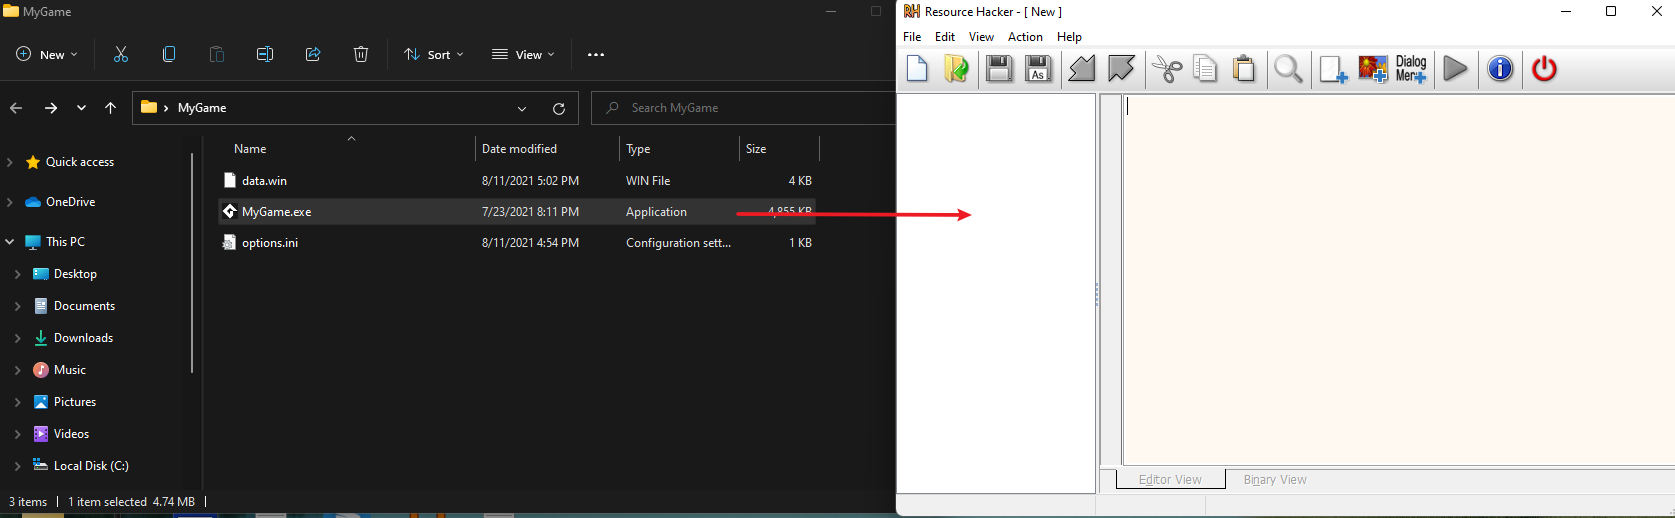 MyGame
New
Sort
View
MyGame
Search MyGame
Name Date modified Type Size
data.win 8/11/2021 5:02 PM WIN File 4 KB
MyGame.exe 7/23/2021 8:11 PM Application 4,855 KB
options.ini 8/11/2021 4:54 PM Configuration sett... 1 KB
Quick access
OneDrive
This PC
Desktop
Documents
Downloads
Music
Pictures
Videos
Local Disk (C:)
3 items 1 item selected 4.74 MB
RH Resource Hacker - [ New ]
File Edit View Action Help
As
Dialog
Menu
Editor View Binary View